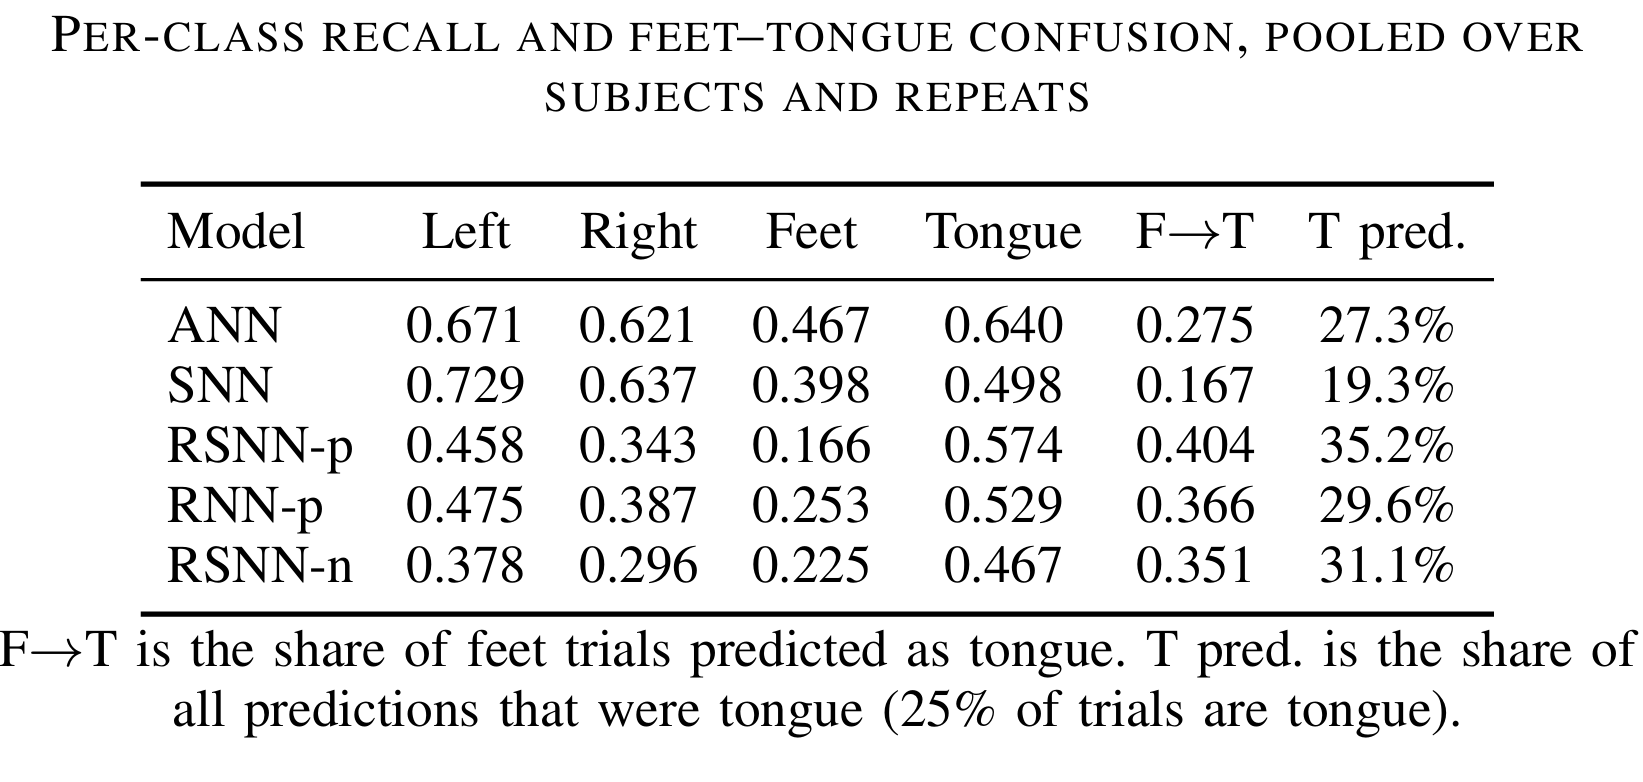 PER-CLASS RECALL AND FEET–TONGUE CONFUSION, POOLED OVER
SUBJECTS AND REPEATS
Model Left Right Feet Tongue F→T T pred.
ANN 0.671 0.621 0.467 0.640 0.275 27.3%
SNN 0.729 0.637 0.398 0.498 0.167 19.3%
RSNN-p 0.458 0.343 0.166 0.574 0.404 35.2%
RNN-p 0.475 0.387 0.253 0.529 0.366 29.6%
RSNN-n 0.378 0.296 0.225 0.467 0.351 31.1%
F→T is the share of feet trials predicted as tongue. T pred. is the share of
all predictions that were tongue (25% of trials are tongue).